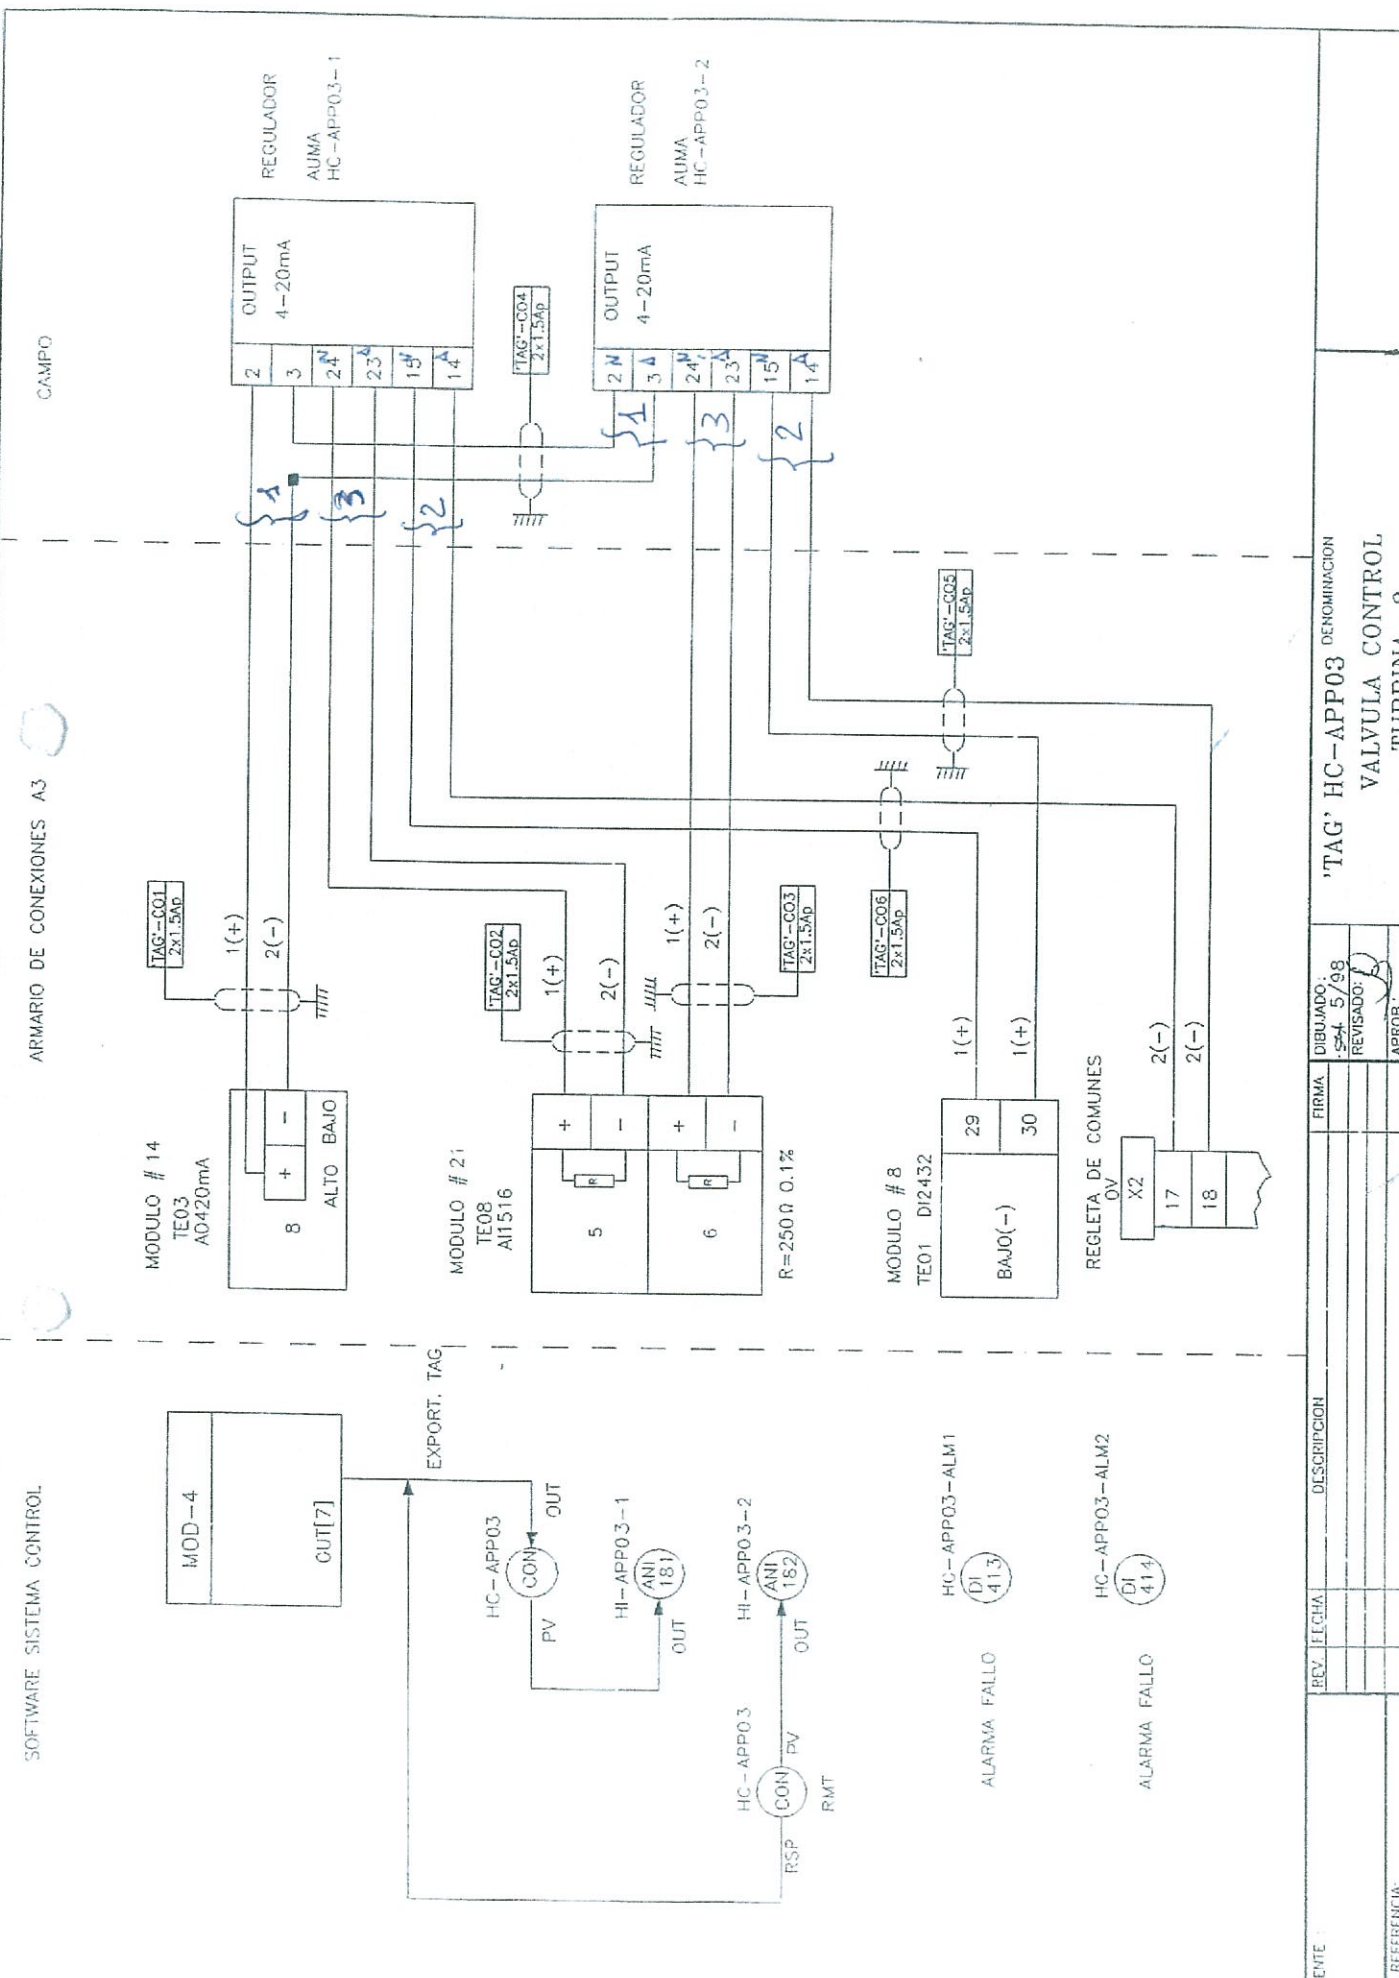 SOFTWARE SISTEMA CONTROL
ARMARIO DE CONEXIONES A3
CAMPO
MOD-4
OUT[7]
EXPORT. TAG
HC-APP03
CON
OUT
PV
HI-APP03-1
ANI
181
OUT
HI-APP03-2
ANI
182
OUT
HC-APP03
CON
PV
RSP
RMT
HC-APP03-ALM1
DI
413
ALARMA FALLO
HC-APP03-ALM2
DI
414
ALARMA FALLO
MODULO # 14
TE03
AO420mA
8
+
-
ALTO BAJO
'TAG'-C01
2x1.5Ap
1(+)
2(-)
MODULO # 21
TE08
AI1516
5
R
+
-
6
R
+
-
R=250Ω 0.1%
'TAG'-C02
2x1.5Ap
1(+)
2(-)
1(+)
2(-)
'TAG'-C03
2x1.5Ap
MODULO # 8
TE01 DI2432
BAJO(-)
29
30
1(+)
1(+)
'TAG'-C06
2x1.5Ap
'TAG'-C05
2x1.5Ap
REGLETA DE COMUNES
0V
X2
17
18
2(-)
2(-)
REGULADOR
AUMA
HC-APP03-1
OUTPUT
4-20mA
2
3
24 N
23 A
15 N
14 A
1
3
2
'TAG'-C04
2x1.5Ap
REGULADOR
AUMA
HC-APP03-2
OUTPUT
4-20mA
2 N
3 A
24 N
23 A
15 N
14 A
1
3
2
REV. FECHA DESCRIPCION FIRMA
DIBUJADO:
5/98
REVISADO:
APROB.:
'TAG' HC-APP03 DENOMINACION
VALVULA CONTROL
TURBINA
REFERENCIA: